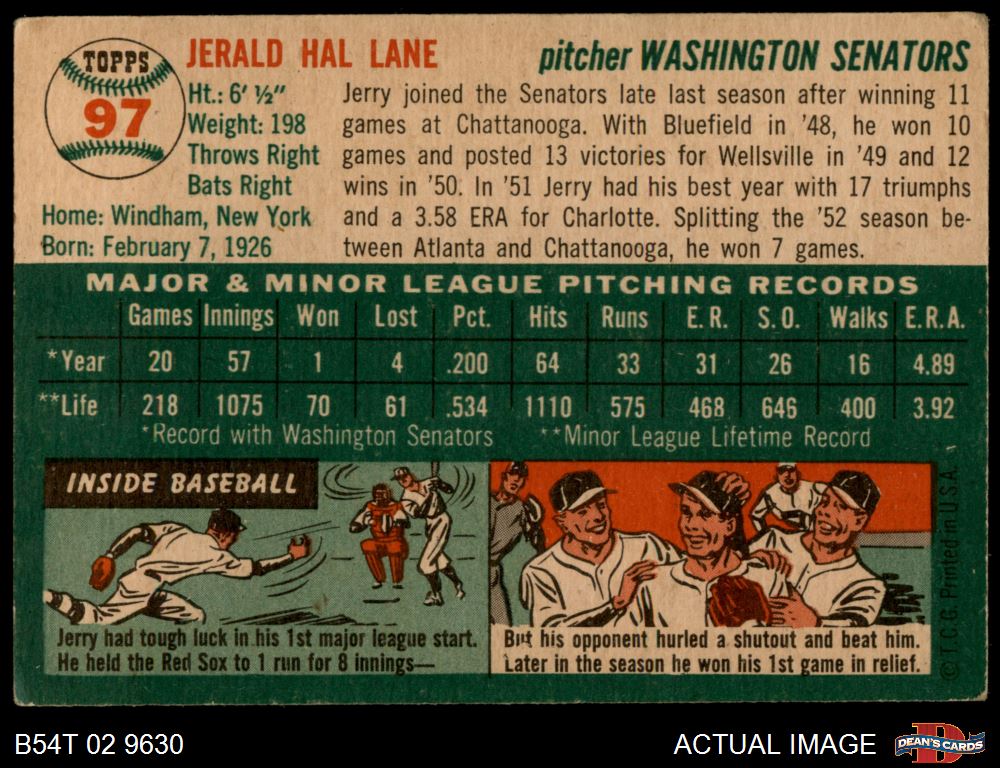 TOPPS
97
JERALD HAL LANE
pitcher WASHINGTON SENATORS
Ht.: 6' ½"
Weight: 198
Throws Right
Bats Right
Home: Windham, New York
Born: February 7, 1926
Jerry joined the Senators late last season after winning 11
games at Chattanooga. With Bluefield in '48, he won 10
games and posted 13 victories for Wellsville in '49 and 12
wins in '50. In '51 Jerry had his best year with 17 triumphs
and a 3.58 ERA for Charlotte. Splitting the '52 season be-
tween Atlanta and Chattanooga, he won 7 games.
MAJOR & MINOR LEAGUE PITCHING RECORDS
Games Innings Won Lost Pct. Hits Runs E. R. S. O. Walks E.R.A.
*Year 20 57 1 4 .200 64 33 31 26 16 4.89
**Life 218 1075 70 61 .534 1110 575 468 646 400 3.92
*Record with Washington Senators **Minor League Lifetime Record
INSIDE BASEBALL
Jerry had tough luck in his 1st major league start.
He held the Red Sox to 1 run for 8 innings—
But his opponent hurled a shutout and beat him.
Later in the season he won his 1st game in relief.
© T.C.G. Printed in U.S.A.
B54T 02 9630
ACTUAL IMAGE
DEAN'S CARDS